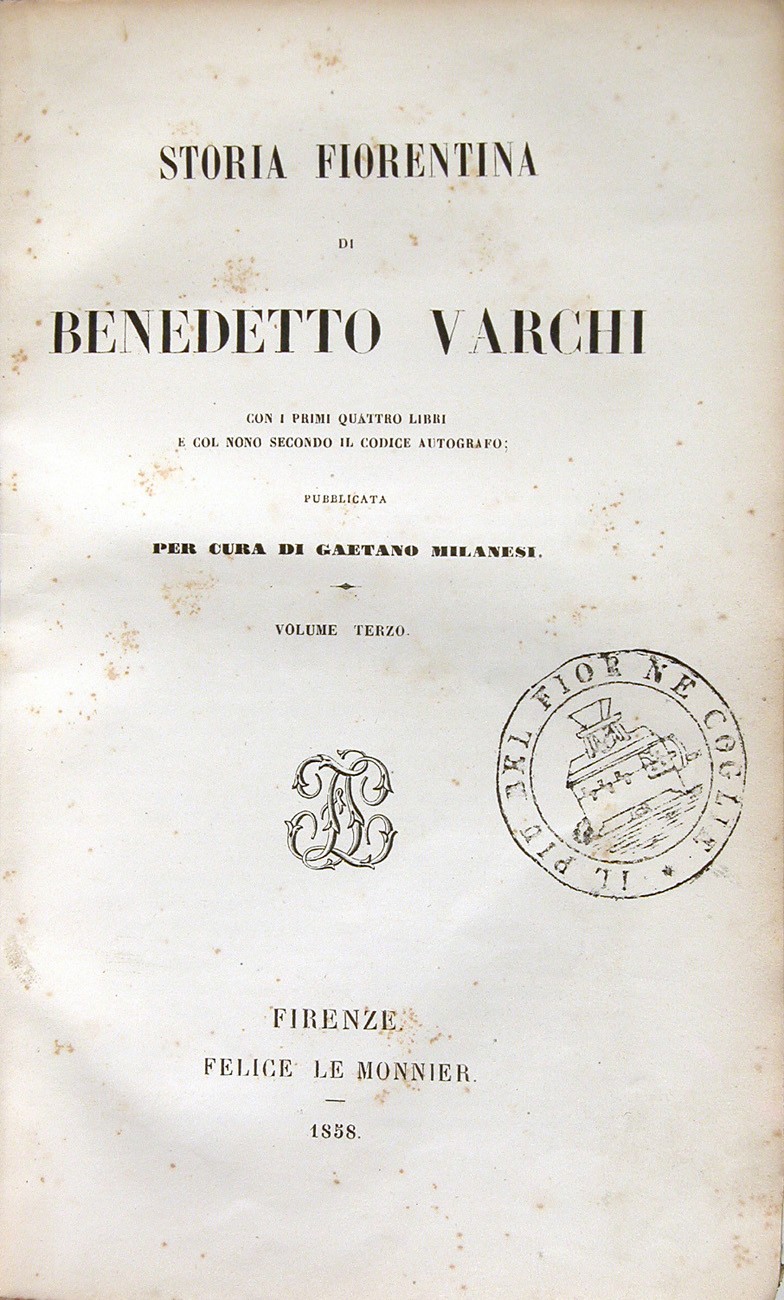 STORIA FIORENTINA
DI
BENEDETTO VARCHI
CON I PRIMI QUATTRO LIBRI
E COL NONO SECONDO IL CODICE AUTOGRAFO;
PUBBLICATA
PER CURA DI GAETANO MILANESI.
VOLUME TERZO.
IL PIÙ BEL FIOR NE COGLIE
FIRENZE.
FELICE LE MONNIER.
1858.